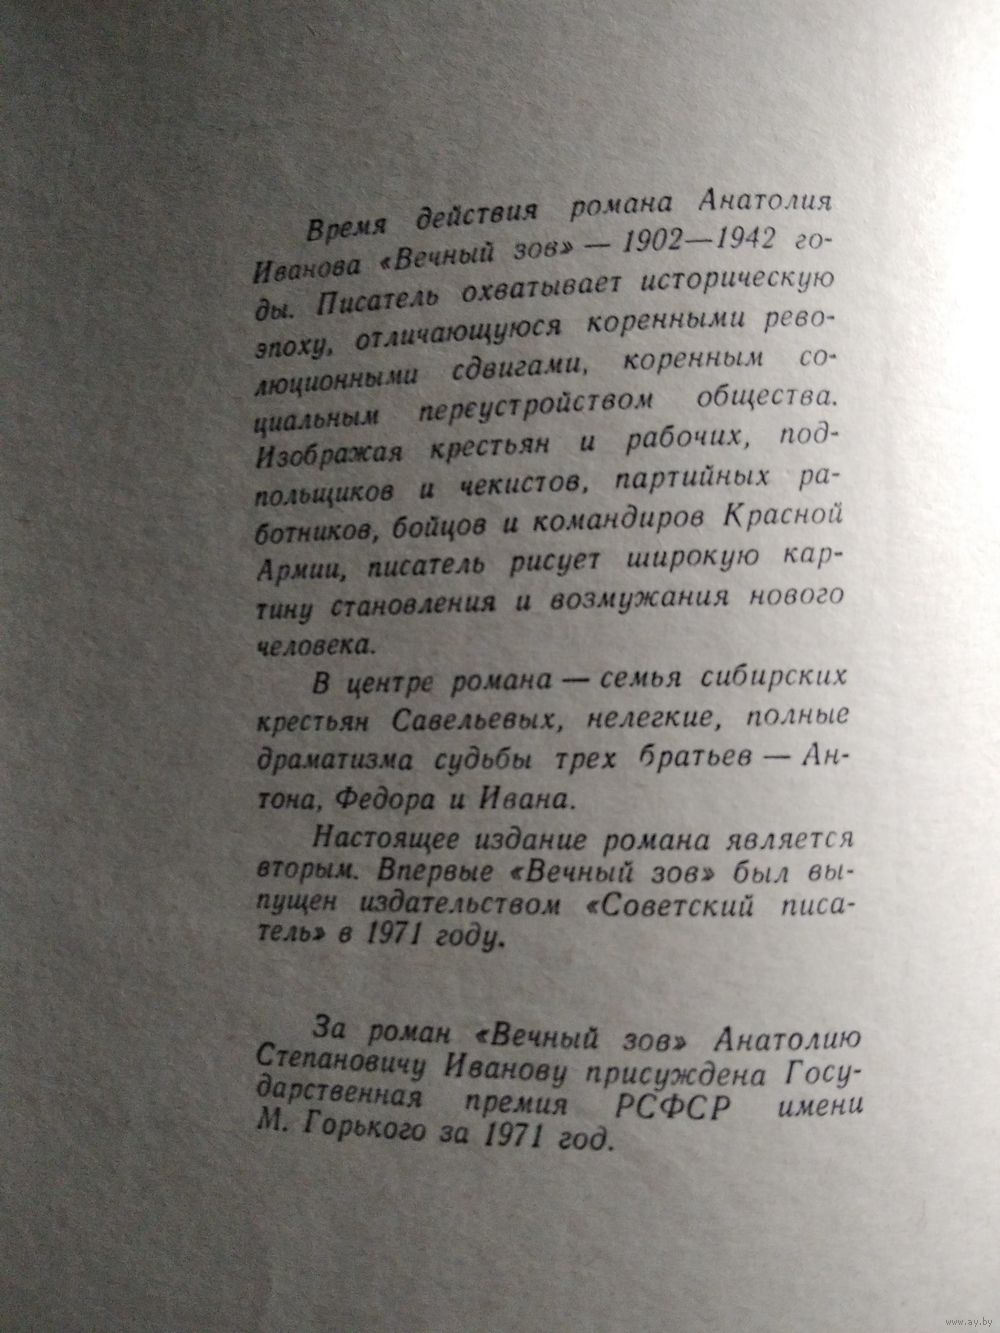 Время действия романа Анатолия
Иванова «Вечный зов» — 1902—1942 го-
ды. Писатель охватывает историческую
эпоху, отличающуюся коренными рево-
люционными сдвигами, коренным со-
циальным переустройством общества.
Изображая крестьян и рабочих, под-
польщиков и чекистов, партийных ра-
ботников, бойцов и командиров Красной
Армии, писатель рисует широкую кар-
тину становления и возмужания нового
человека.
В центре романа — семья сибирских
крестьян Савельевых, нелегкие, полные
драматизма судьбы трех братьев — Ан-
тона, Федора и Ивана.
Настоящее издание романа является
вторым. Впервые «Вечный зов» был вы-
пущен издательством «Советский писа-
тель» в 1971 году.
За роман «Вечный зов» Анатолию
Степановичу Иванову присуждена Госу-
дарственная премия РСФСР имени
М. Горького за 1971 год.
www.ay.by